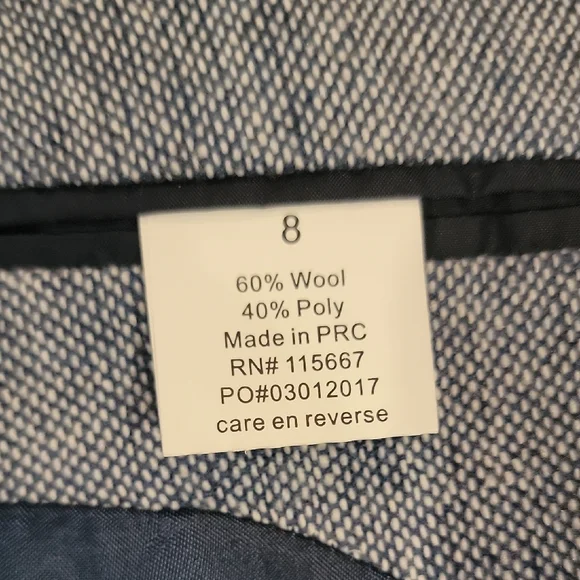 8
60% Wool
40% Poly
Made in PRC
RN# 115667
PO#03012017
care en reverse